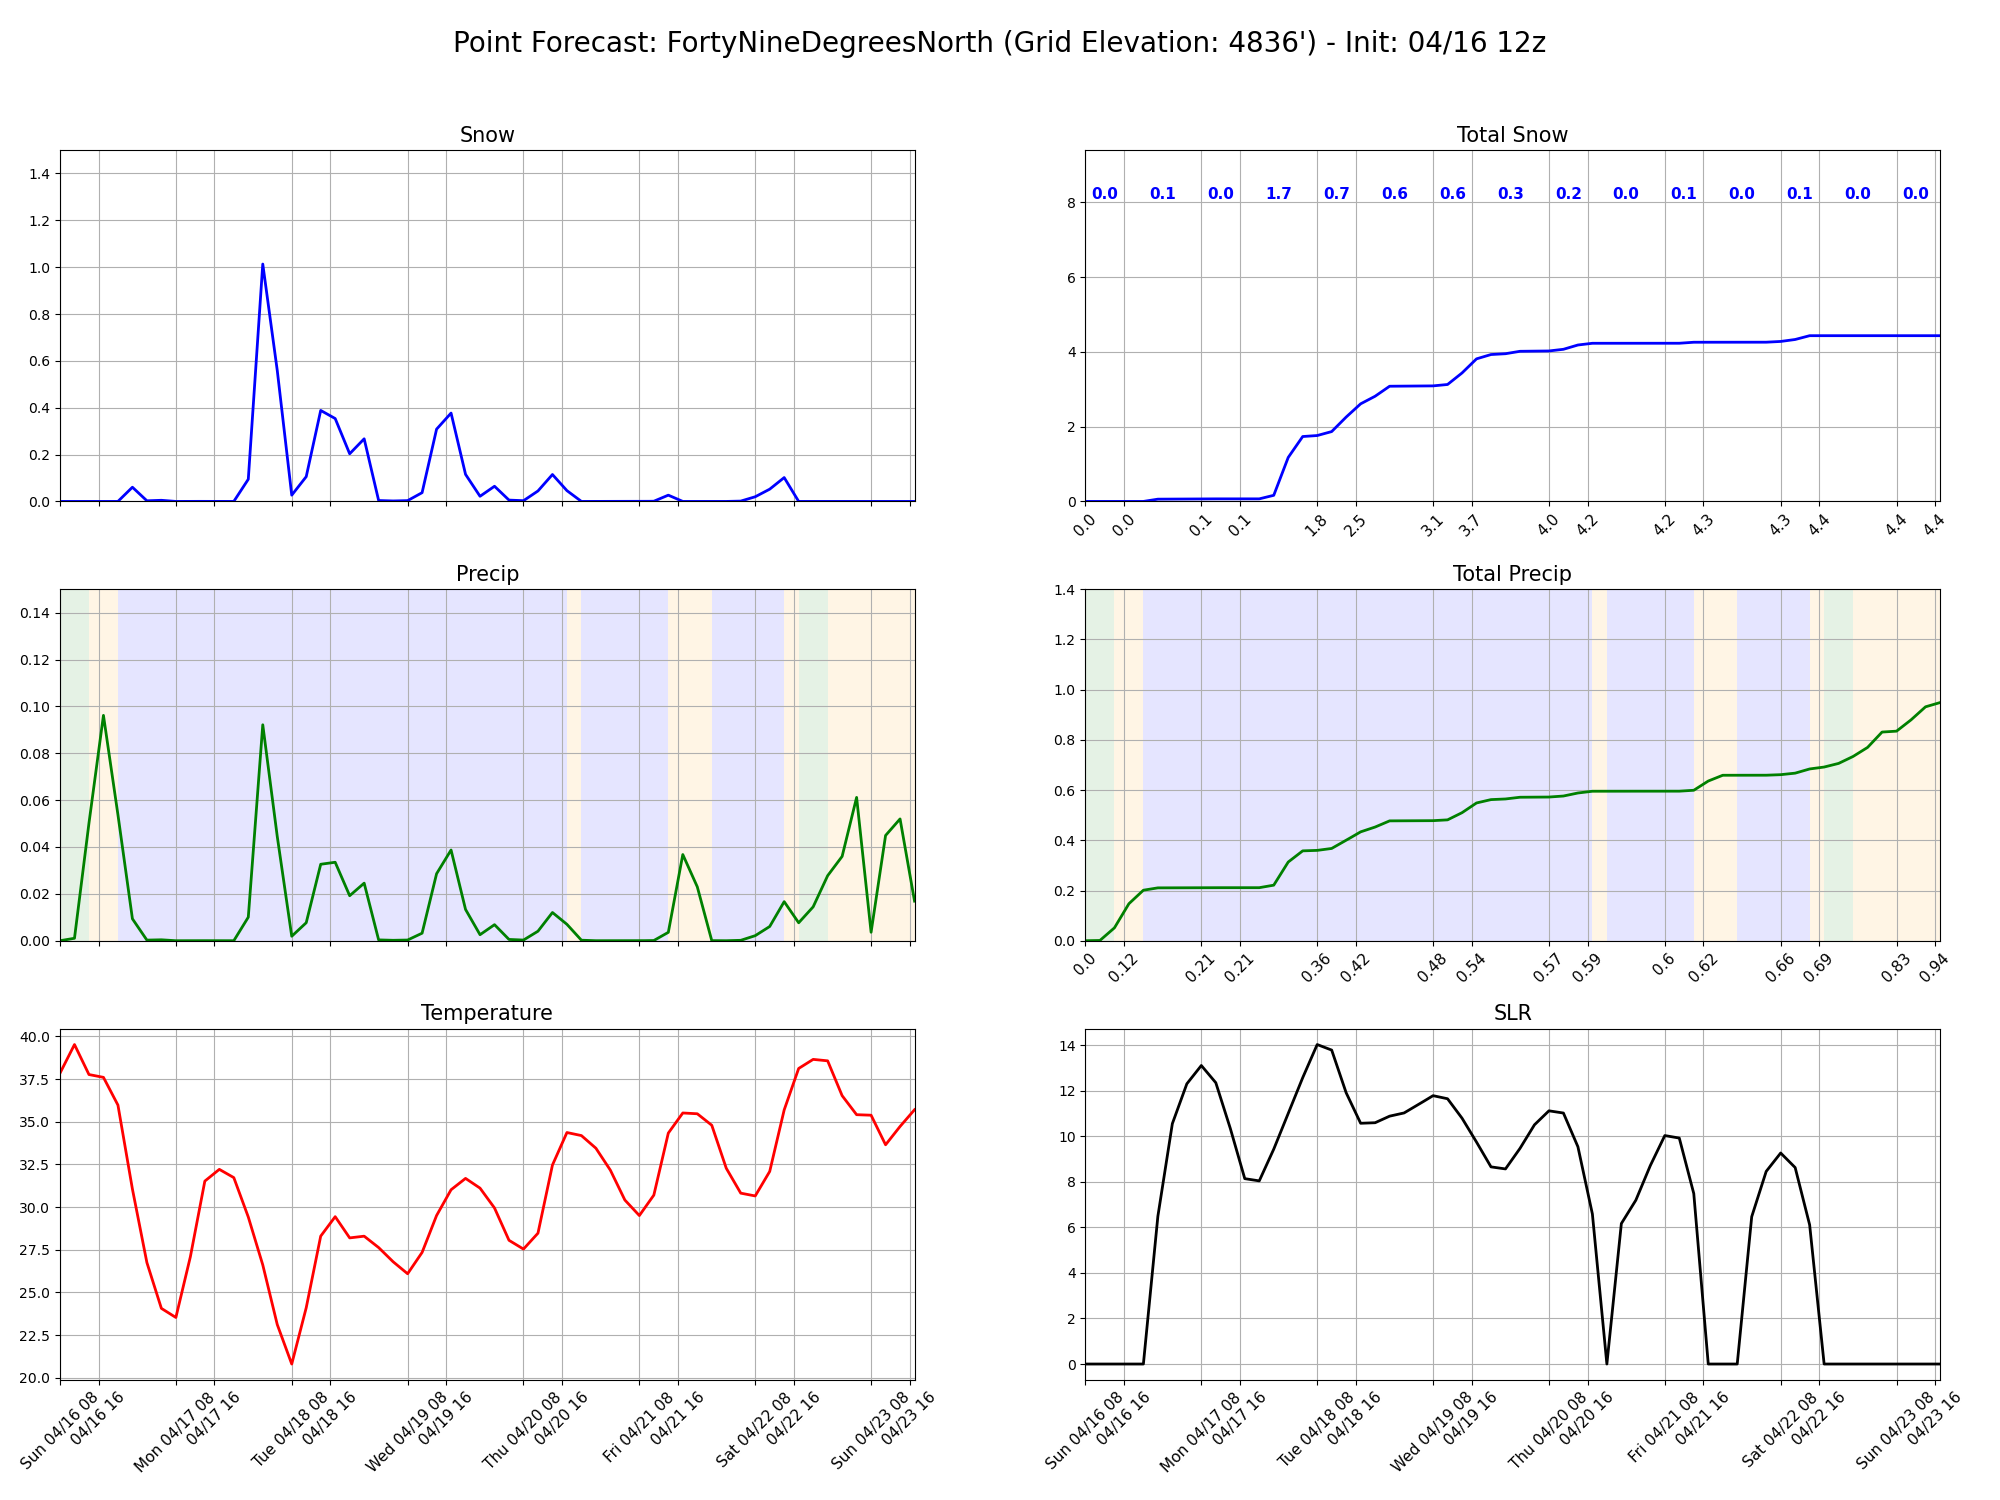 Point Forecast: FortyNineDegreesNorth (Grid Elevation: 4836') - Init: 04/16 12z
Snow
1.4
1.2
1.0
0.8
0.6
0.4
0.2
0.0
Total Snow
0.0 0.1 0.0 1.7 0.7 0.6 0.6 0.3 0.2 0.0 0.1 0.0 0.1 0.0 0.0
8
6
4
2
0
0.0 0.0 0.1 0.1 1.8 2.5 3.1 3.7 4.0 4.2 4.2 4.3 4.3 4.4 4.4 4.4
Precip
0.14
0.12
0.10
0.08
0.06
0.04
0.02
0.00
Total Precip
1.4
1.2
1.0
0.8
0.6
0.4
0.2
0.0
0.0 0.12 0.21 0.21 0.36 0.42 0.48 0.54 0.57 0.59 0.6 0.62 0.66 0.69 0.83 0.94
Temperature
40.0
37.5
35.0
32.5
30.0
27.5
25.0
22.5
20.0
Sun 04/16 08
04/16 16
Mon 04/17 08
04/17 16
Tue 04/18 08
04/18 16
Wed 04/19 08
04/19 16
Thu 04/20 08
04/20 16
Fri 04/21 08
04/21 16
Sat 04/22 08
04/22 16
Sun 04/23 08
04/23 16
SLR
14
12
10
8
6
4
2
0
Sun 04/16 08
04/16 16
Mon 04/17 08
04/17 16
Tue 04/18 08
04/18 16
Wed 04/19 08
04/19 16
Thu 04/20 08
04/20 16
Fri 04/21 08
04/21 16
Sat 04/22 08
04/22 16
Sun 04/23 08
04/23 16